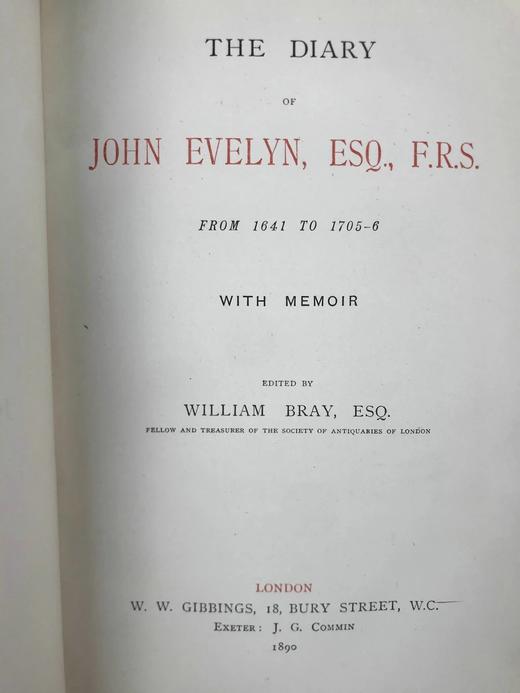 THE DIARY
OF
JOHN EVELYN, ESQ., F.R.S.
FROM 1641 TO 1705-6
WITH MEMOIR
EDITED BY
WILLIAM BRAY, ESQ.
FELLOW AND TREASURER OF THE SOCIETY OF ANTIQUARIES OF LONDON
LONDON
W. W. GIBBINGS, 18, BURY STREET, W.C.
EXETER: J. G. COMMIN
1890